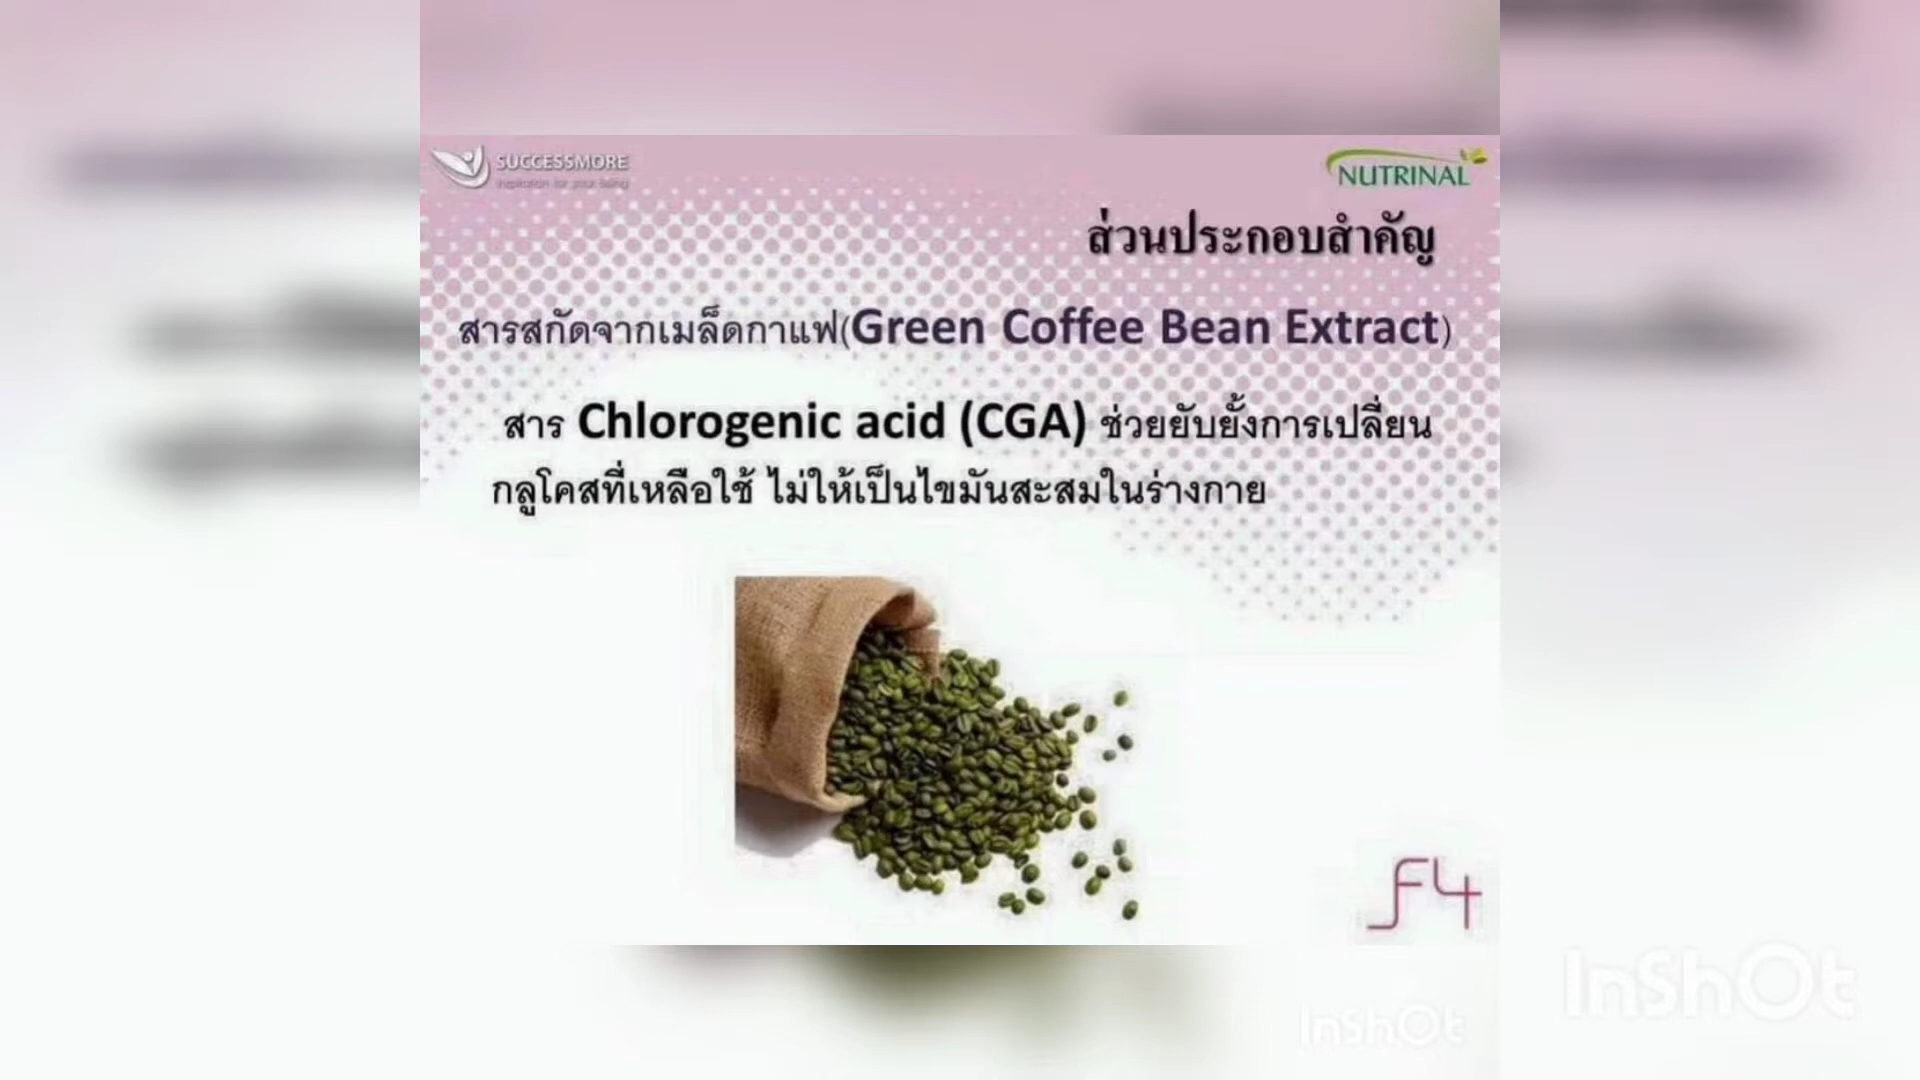 SUCCESSMORE
Inspiration for your being
NUTRINAL
ส่วนประกอบสำคัญ
สารสกัดจากเมล็ดกาแฟ(Green Coffee Bean Extract)
สาร Chlorogenic acid (CGA) ช่วยยับยั้งการเปลี่ยน
กลูโคสที่เหลือใช้ ไม่ให้เป็นไขมันสะสมในร่างกาย
F4
InShOt
InShOt